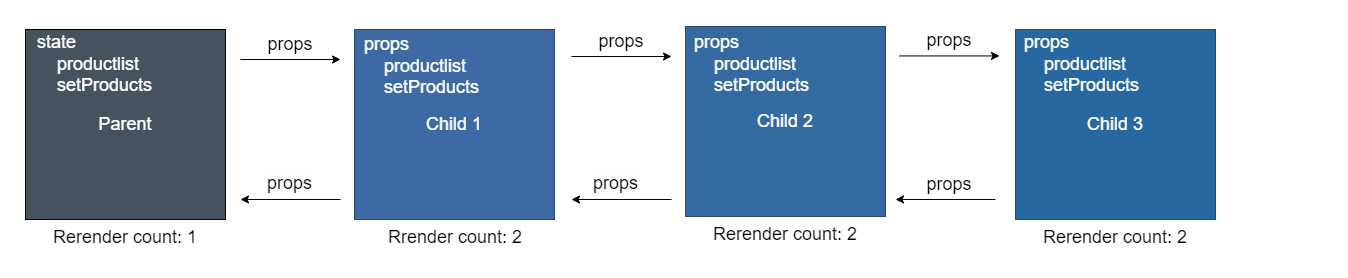 state
productlist
setProducts
Parent
Rerender count: 1
props
props
props
productlist
setProducts
Child 1
Rrender count: 2
props
props
props
productlist
setProducts
Child 2
Rerender count: 2
props
props
props
productlist
setProducts
Child 3
Rerender count: 2